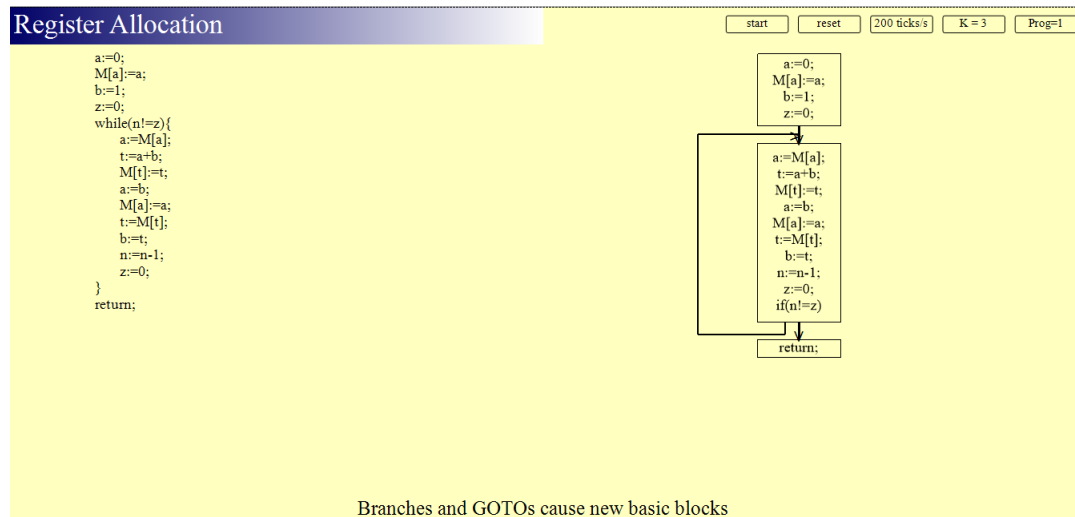 Register Allocation
start reset 200 ticks/s K = 3 Prog=1
a:=0;
M[a]:=a;
b:=1;
z:=0;
while(n!=z){
a:=M[a];
t:=a+b;
M[t]:=t;
a:=b;
M[a]:=a;
t:=M[t];
b:=t;
n:=n-1;
z:=0;
}
return;
a:=0;
M[a]:=a;
b:=1;
z:=0;
a:=M[a];
t:=a+b;
M[t]:=t;
a:=b;
M[a]:=a;
t:=M[t];
b:=t;
n:=n-1;
z:=0;
if(n!=z)
return;
Branches and GOTOs cause new basic blocks